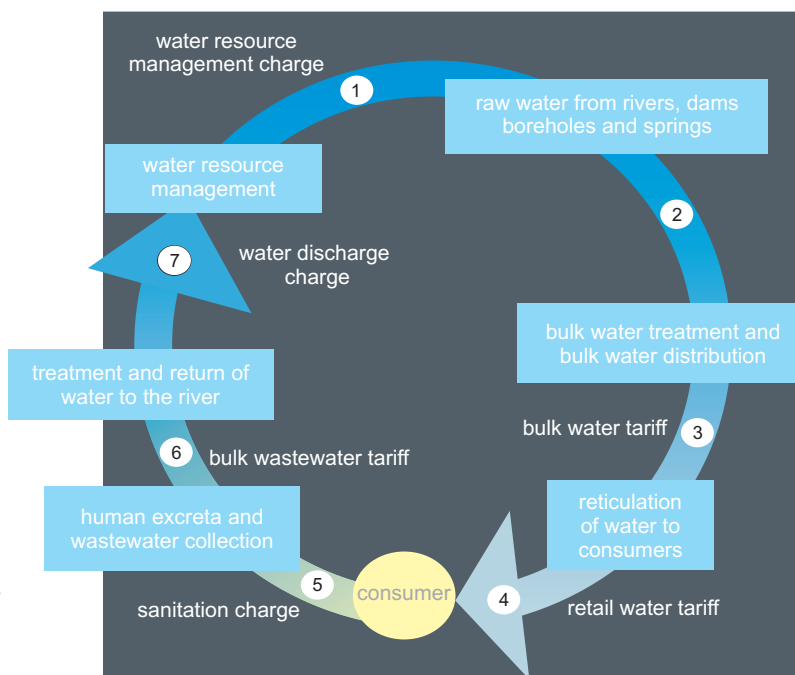 water resource
management charge
1
raw water from rivers, dams
boreholes and springs
water resource
management
2
7
water discharge
charge
bulk water treatment and
bulk water distribution
treatment and return of
water to the river
bulk water tariff
3
6
bulk wastewater tariff
reticulation
of water to
consumers
human excreta and
wastewater collection
5
consumer
4
sanitation charge
retail water tariff